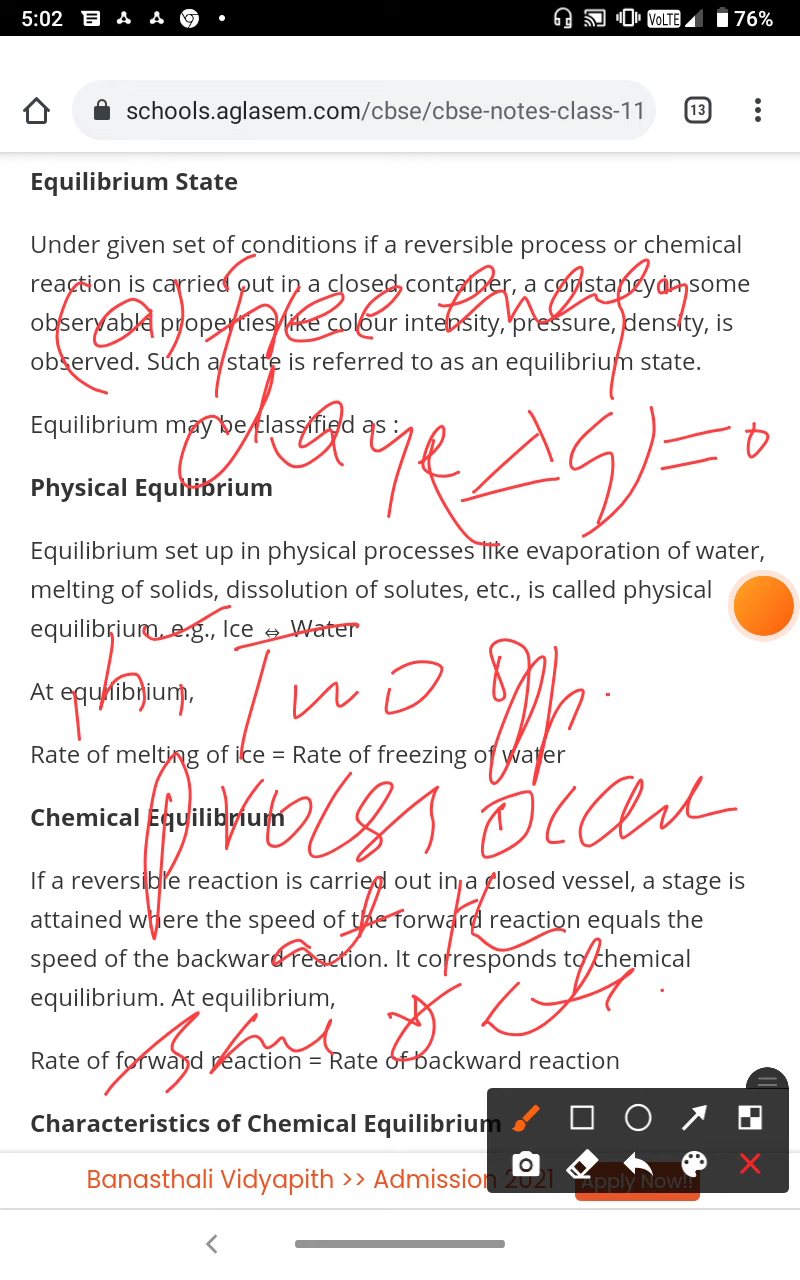 5:02 VoLTE 76%
schools.aglasem.com/cbse/cbse-notes-class-11 13
Equilibrium State
Under given set of conditions if a reversible process or chemical
reaction is carried out in a closed container, a constancy in some
observable properties like colour intensity, pressure, density, is
observed. Such a state is referred to as an equilibrium state.
(a) free energy
Equilibrium may be classified as :
(ΔG) = 0
Physical Equilibrium
Equilibrium set up in physical processes like evaporation of water,
melting of solids, dissolution of solutes, etc., is called physical
equilibrium, e.g., Ice ⇔ Water
At equilibrium,
Two opp.
Rate of melting of ice = Rate of freezing of water
Chemical Equilibrium
process
If a reversible reaction is carried out in a closed vessel, a stage is
attained where the speed of the forward reaction equals the
at
speed of the backward reaction. It corresponds to chemical
equilibrium. At equilibrium,
Rate of forward reaction = Rate of backward reaction
Characteristics of Chemical Equilibrium
Banasthali Vidyapith >> Admission 2021 Apply Now!!